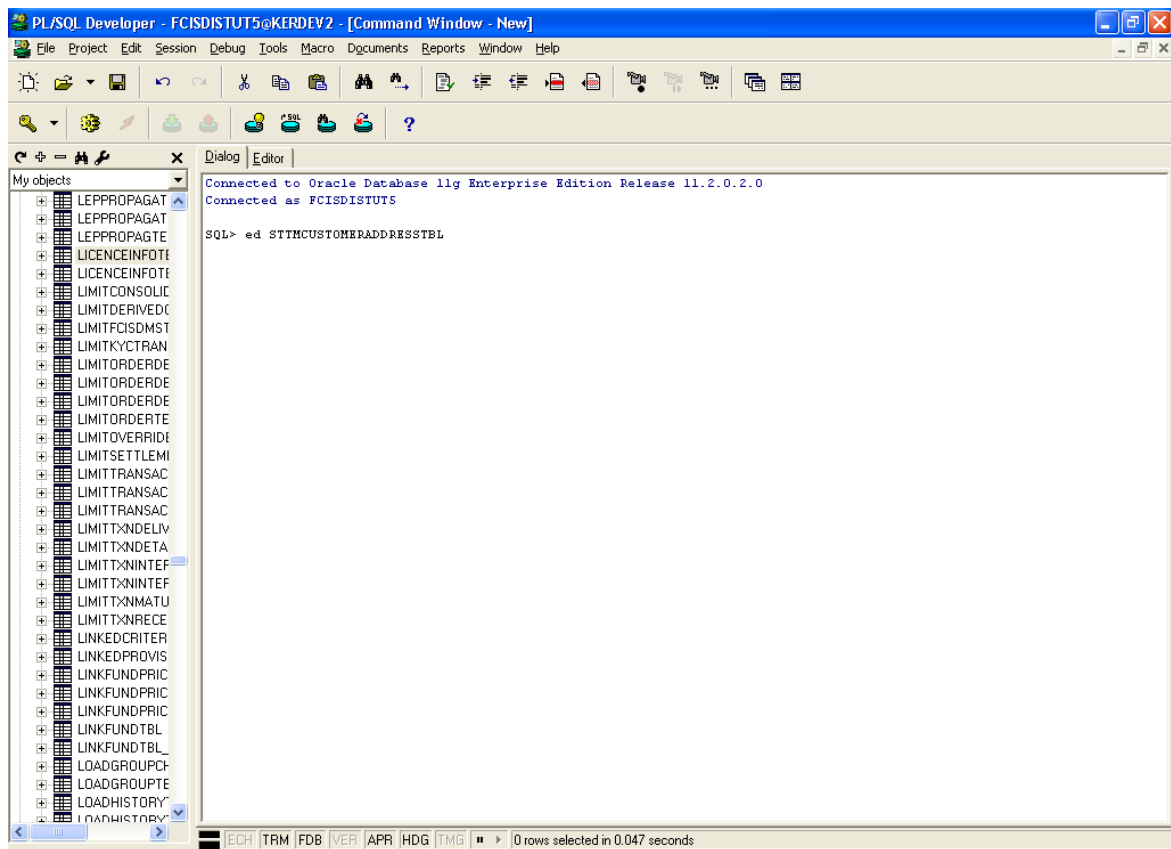 PL/SQL Developer - FCISDISTUT5@KERDEV2 - [Command Window - New]
File Project Edit Session Debug Tools Macro Documents Reports Window Help
Dialog Editor
My objects
Connected to Oracle Database 11g Enterprise Edition Release 11.2.0.2.0
Connected as FCISDISTUT5
SQL> ed STTMCUSTOMERADDRESSTBL
LEPPROPAGAT
LEPPROPAGAT
LEPPROPAGTE
LICENCEINFOTE
LICENCEINFOTE
LIMITCONSOLID
LIMITDERIVEDC
LIMITFCISDMST
LIMITKYCTRAN
LIMITORDERDE
LIMITORDERDE
LIMITORDERDE
LIMITORDERTE
LIMITOVERRIDE
LIMITSETTLEMI
LIMITTRANSAC
LIMITTRANSAC
LIMITTRANSAC
LIMITTXNDELIV
LIMITTXNDETA
LIMITTXNINTEF
LIMITTXNINTEF
LIMITTXNMATU
LIMITTXNRECE
LINKEDCRITER
LINKEDPROVIS
LINKFUNDPRIC
LINKFUNDPRIC
LINKFUNDPRIC
LINKFUNDTBL
LINKFUNDTBL_
LOADGROUPCH
LOADGROUPTE
LOADHISTORY
LOADHISTORY
ECH TRM FDB VER APR HDG TMG 0 rows selected in 0.047 seconds